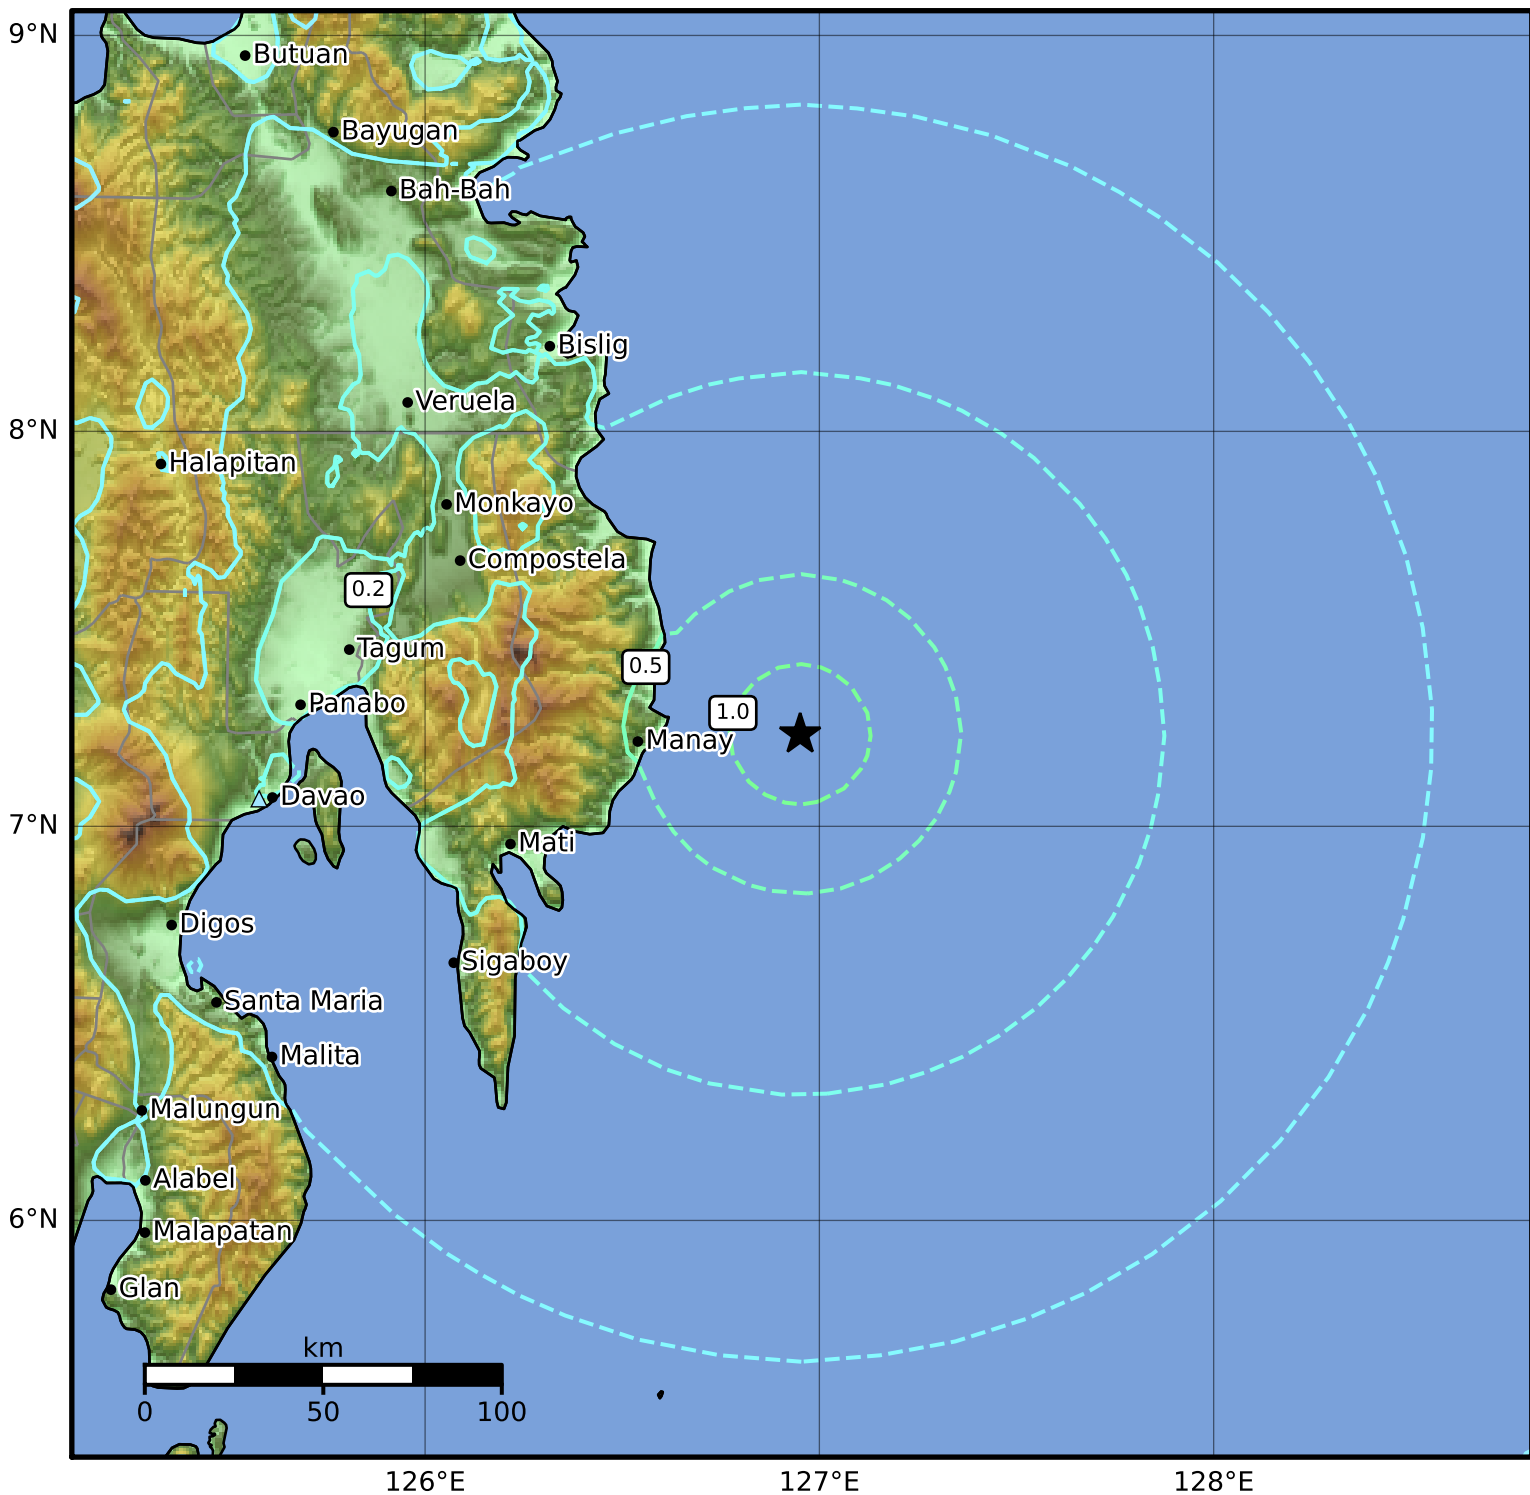 9°N
Butuan
Bayugan
Bah-Bah
Bislig
Veruela
8°N
Halapitan
Monkayo
Compostela
0.2
Tagum
0.5
Panabo
1.0
Manay
Davao
7°N
Mati
Digos
Sigaboy
Santa Maria
Malita
Malungun
Alabel
6°N
Malapatan
Glan
km
0 50 100
126°E 127°E 128°E